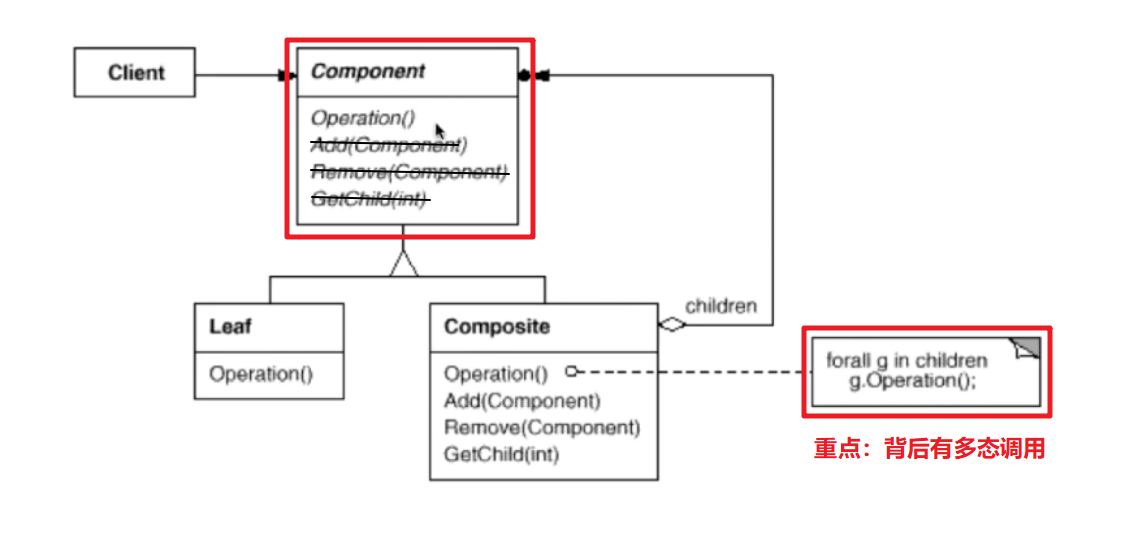 Client
Component
Operation()
Add(Component)
Remove(Component)
GetChild(int)
Leaf
Operation()
Composite
Operation()
Add(Component)
Remove(Component)
GetChild(int)
children
forall g in children
g.Operation();
重点：背后有多态调用